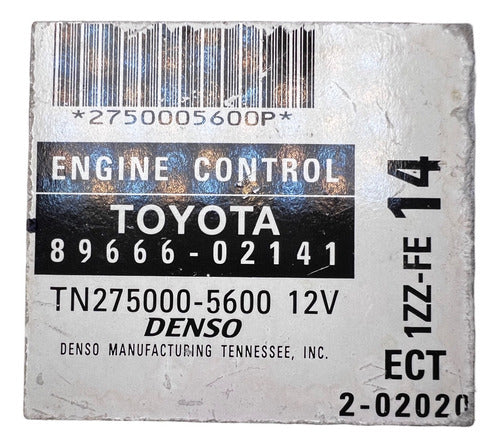 *2750005600P*
ENGINE CONTROL
TOYOTA
89666-02141
TN275000-5600 12V
DENSO
DENSO MANUFACTURING TENNESSEE, INC.
1ZZ-FE 14
ECT
2-02020